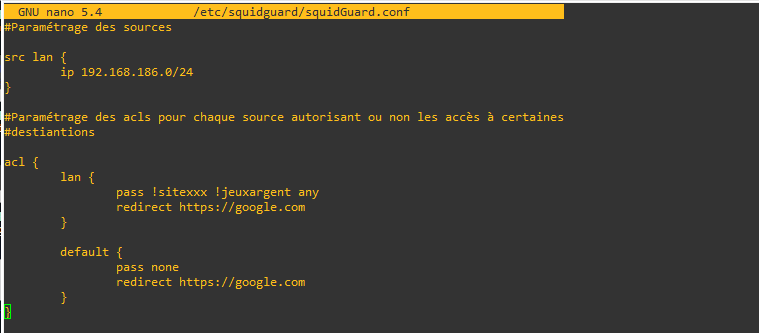 GNU nano 5.4 /etc/squidguard/squidGuard.conf
#Paramétrage des sources
src lan {
ip 192.168.186.0/24
}
#Paramétrage des acls pour chaque source autorisant ou non les accès à certaines
#destiantions
acl {
lan {
pass !sitexxx !jeuxargent any
redirect https://google.com
}
default {
pass none
redirect https://google.com
}
}